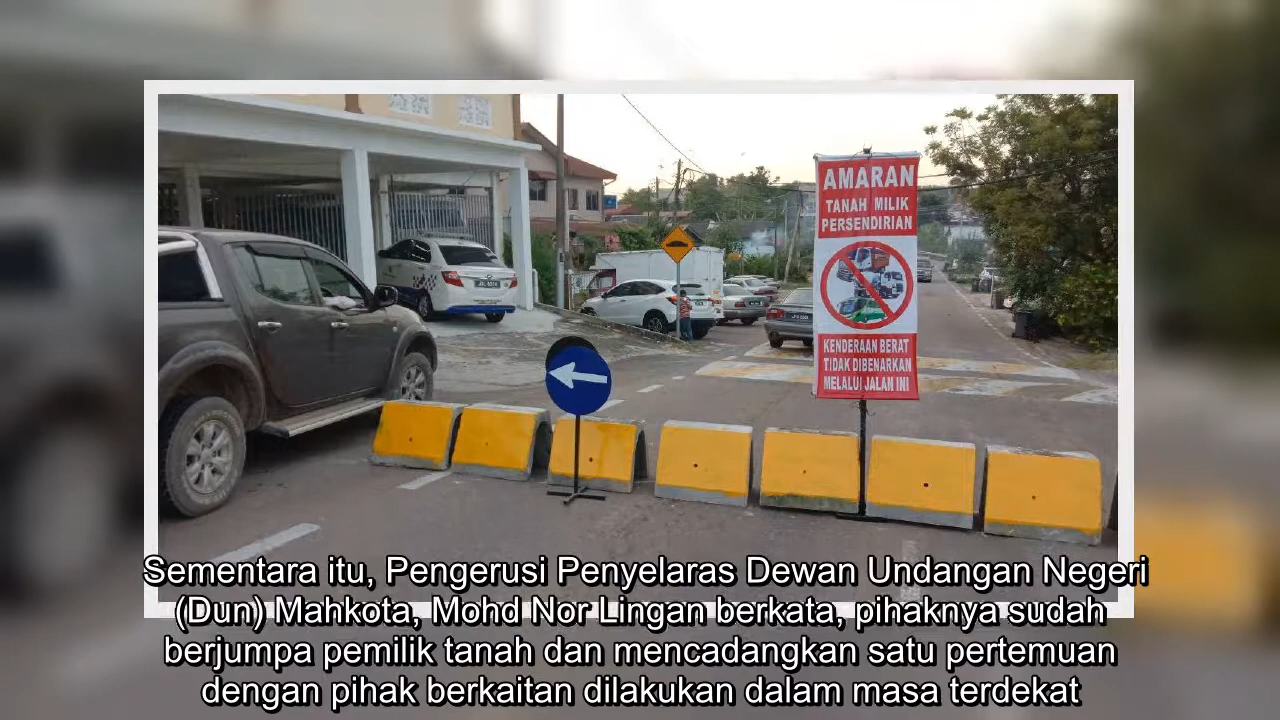 AMARAN
TANAH MILIK
PERSENDIRIAN
KENDERAAN BERAT
TIDAK DIBENARKAN
MELALUI JALAN INI
Sementara itu, Pengerusi Penyelaras Dewan Undangan Negeri
(Dun) Mahkota, Mohd Nor Lingan berkata, pihaknya sudah
berjumpa pemilik tanah dan mencadangkan satu pertemuan
dengan pihak berkaitan dilakukan dalam masa terdekat